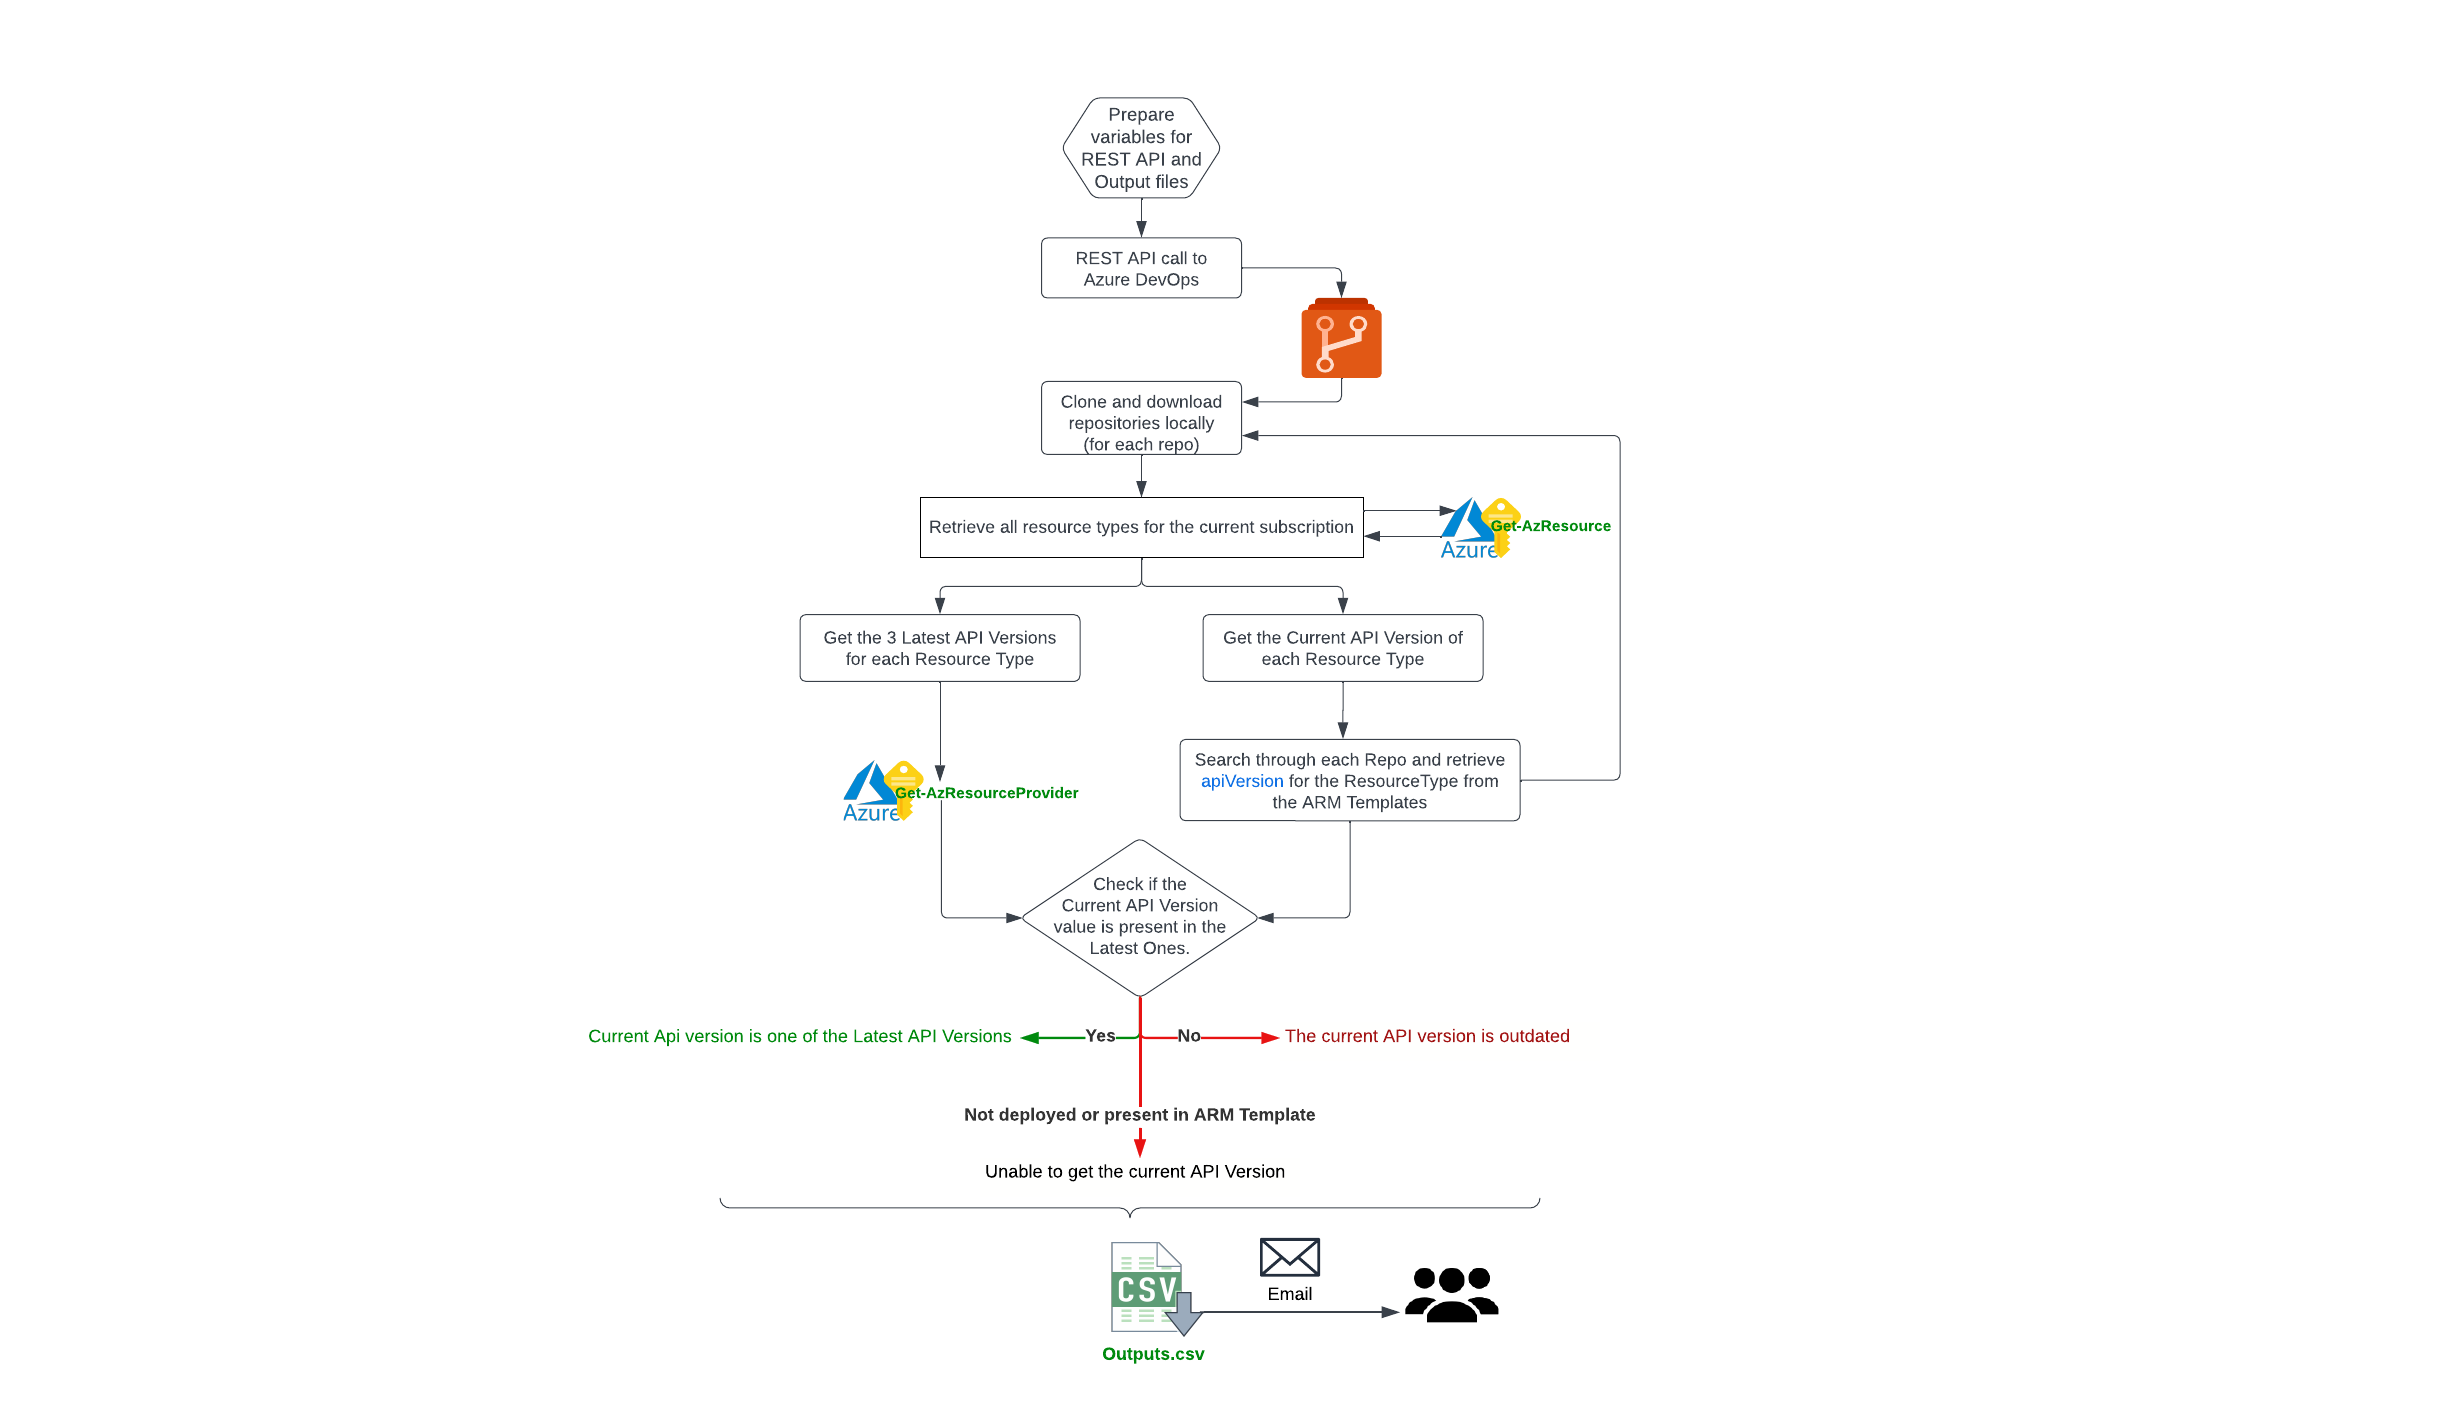 Prepare
variables for
REST API and
Output files
REST API call to
Azure DevOps
Clone and download
repositories locally
(for each repo)
Retrieve all resource types for the current subscription
Azure
Get-AzResource
Get the 3 Latest API Versions
for each Resource Type
Get the Current API Version of
each Resource Type
Azure
Get-AzResourceProvider
Search through each Repo and retrieve
apiVersion for the ResourceType from
the ARM Templates
Check if the
Current API Version
value is present in the
Latest Ones.
Current Api version is one of the Latest API Versions
Yes
No
The current API version is outdated
Not deployed or present in ARM Template
Unable to get the current API Version
CSV
Email
Outputs.csv